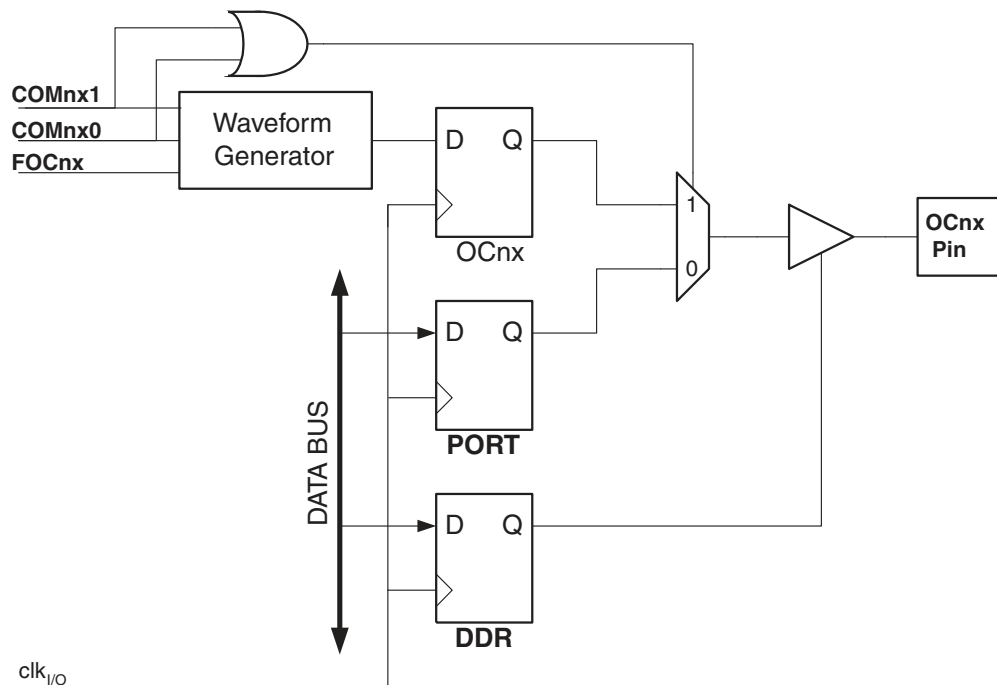 COMnx1
COMnx0
FOCnx
Waveform
Generator
D Q
OCnx
1
0
OCnx
Pin
DATA BUS
D Q
PORT
D Q
DDR
clkI/O